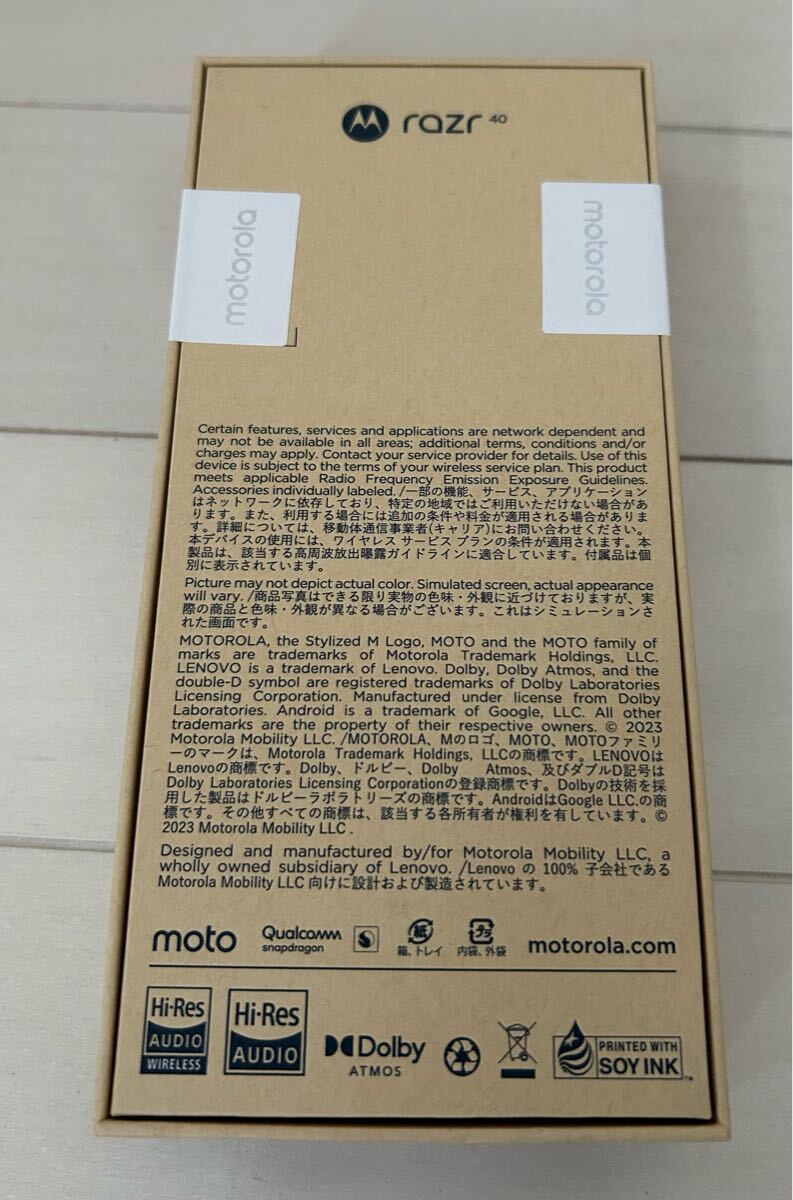 razr 40
motorola
motorola
Certain features, services and applications are network dependent and
may not be available in all areas; additional terms, conditions and/or
charges may apply. Contact your service provider for details. Use of this
device is subject to the terms of your wireless service plan. This product
meets applicable Radio Frequency Emission Exposure Guidelines.
Accessories individually labeled. /一部の機能、サービス、アプリケーション
はネットワークに依存しており、特定の地域ではご利用いただけない場合があ
ります。また、利用する場合には追加の条件や料金が適用される場合がありま
す。詳細については、移動体通信事業者(キャリア)にお問い合わせください。
本デバイスの使用には、ワイヤレス サービス プランの条件が適用されます。本
製品は、該当する高周波放出曝露ガイドラインに適合しています。付属品は個
別に表示されています。
Picture may not depict actual color. Simulated screen, actual appearance
will vary. /商品写真はできる限り実物の色味・外観に近づけておりますが、実
際の商品と色味・外観が異なる場合がございます。これはシミュレーションさ
れた画面です。
MOTOROLA, the Stylized M Logo, MOTO and the MOTO family of
marks are trademarks of Motorola Trademark Holdings, LLC.
LENOVO is a trademark of Lenovo. Dolby, Dolby Atmos, and the
double-D symbol are registered trademarks of Dolby Laboratories
Licensing Corporation. Manufactured under license from Dolby
Laboratories. Android is a trademark of Google, LLC. All other
trademarks are the property of their respective owners. © 2023
Motorola Mobility LLC. /MOTOROLA、Mのロゴ、MOTO、MOTOファミリ
ーのマークは、Motorola Trademark Holdings, LLCの商標です。LENOVOは
Lenovoの商標です。Dolby、ドルビー、Dolby Atmos、及びダブルD記号は
Dolby Laboratories Licensing Corporationの登録商標です。Dolbyの技術を採
用した製品はドルビーラボラトリーズの商標です。AndroidはGoogle LLC.の商
標です。その他すべての商標は、該当する各所有者が権利を有しています。©
2023 Motorola Mobility LLC .
Designed and manufactured by/for Motorola Mobility LLC, a
wholly owned subsidiary of Lenovo. /Lenovo の 100% 子会社である
Motorola Mobility LLC 向けに設計および製造されています。
moto Qualcomm snapdragon 紙 箱、トレイ プラ 内袋、外袋 motorola.com
Hi-Res AUDIO WIRELESS
Hi-Res AUDIO
Dolby ATMOS
PRINTED WITH SOY INK TM